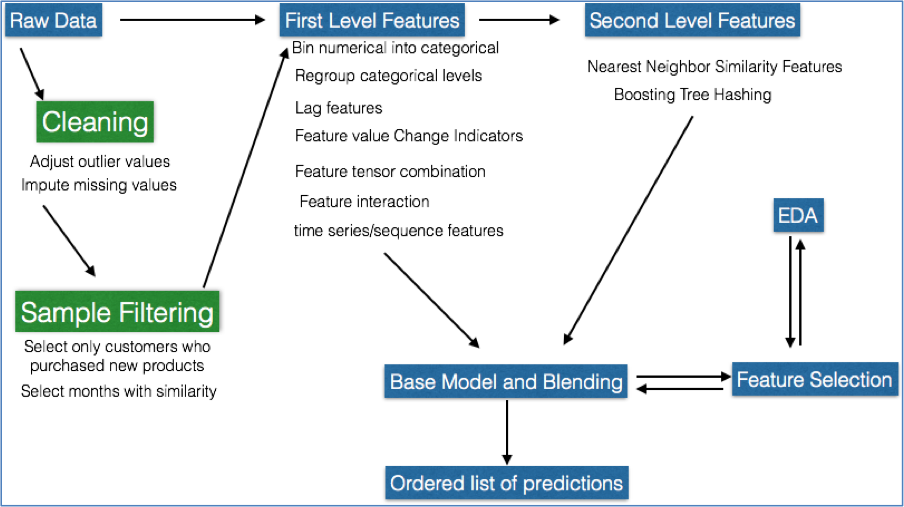 Raw Data
First Level Features
Second Level Features
Bin numerical into categorical
Regroup categorical levels
Lag features
Feature value Change Indicators
Feature tensor combination
Feature interaction
time series/sequence features
Nearest Neighbor Similarity Features
Boosting Tree Hashing
Cleaning
Adjust outlier values
Impute missing values
EDA
Sample Filtering
Select only customers who
purchased new products
Select months with similarity
Base Model and Blending
Feature Selection
Ordered list of predictions